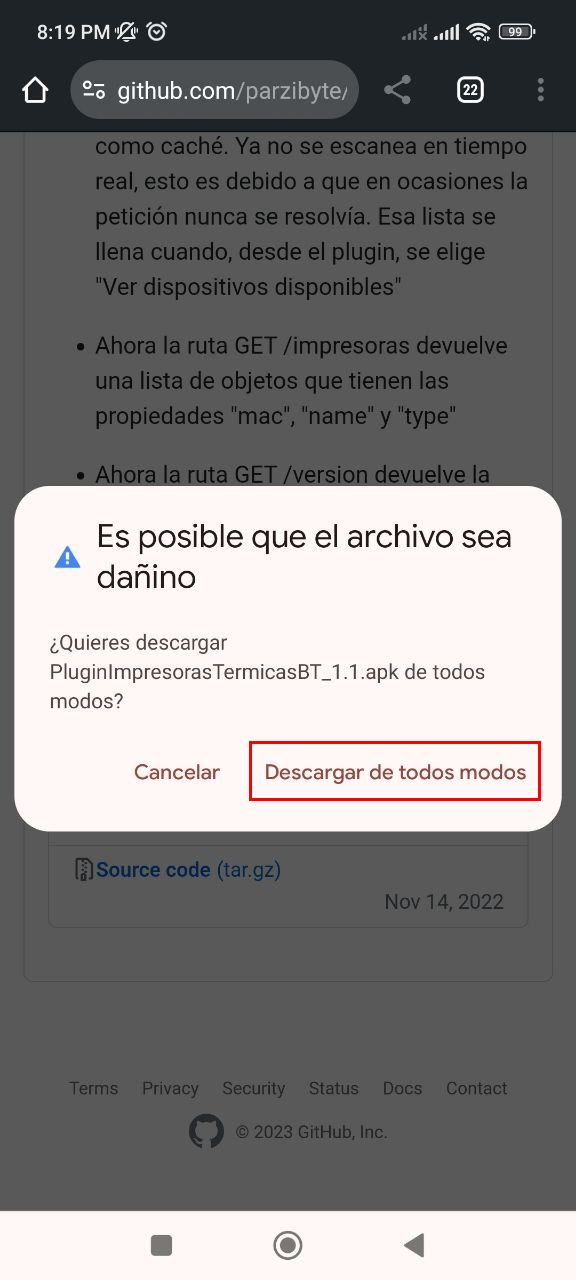 8:19 PM
99
github.com/parzibyte/
22
como caché. Ya no se escanea en tiempo
real, esto es debido a que en ocasiones la
petición nunca se resolvía. Esa lista se
llena cuando, desde el plugin, se elige
"Ver dispositivos disponibles"
• Ahora la ruta GET /impresoras devuelve
una lista de objetos que tienen las
propiedades "mac", "name" y "type"
• Ahora la ruta GET /version devuelve la
Es posible que el archivo sea
dañino
¿Quieres descargar
PluginImpresorasTermicasBT_1.1.apk de todos
modos?
Cancelar
Descargar de todos modos
Source code (tar.gz)
Nov 14, 2022
Terms Privacy Security Status Docs Contact
© 2023 GitHub, Inc.